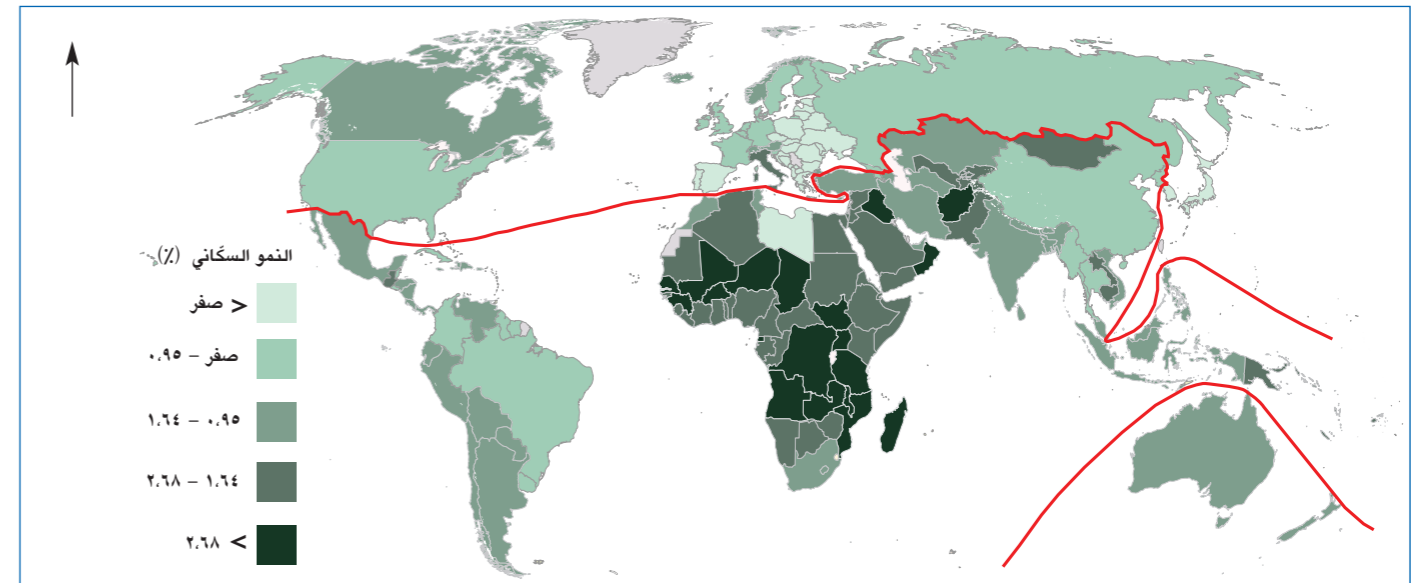 النمو السكّاني (٪)
< صفر
صفر – ٠,٩٥
٠,٩٥ – ١,٦٤
١,٦٤ – ٢,٦٨
> ٢,٦٨